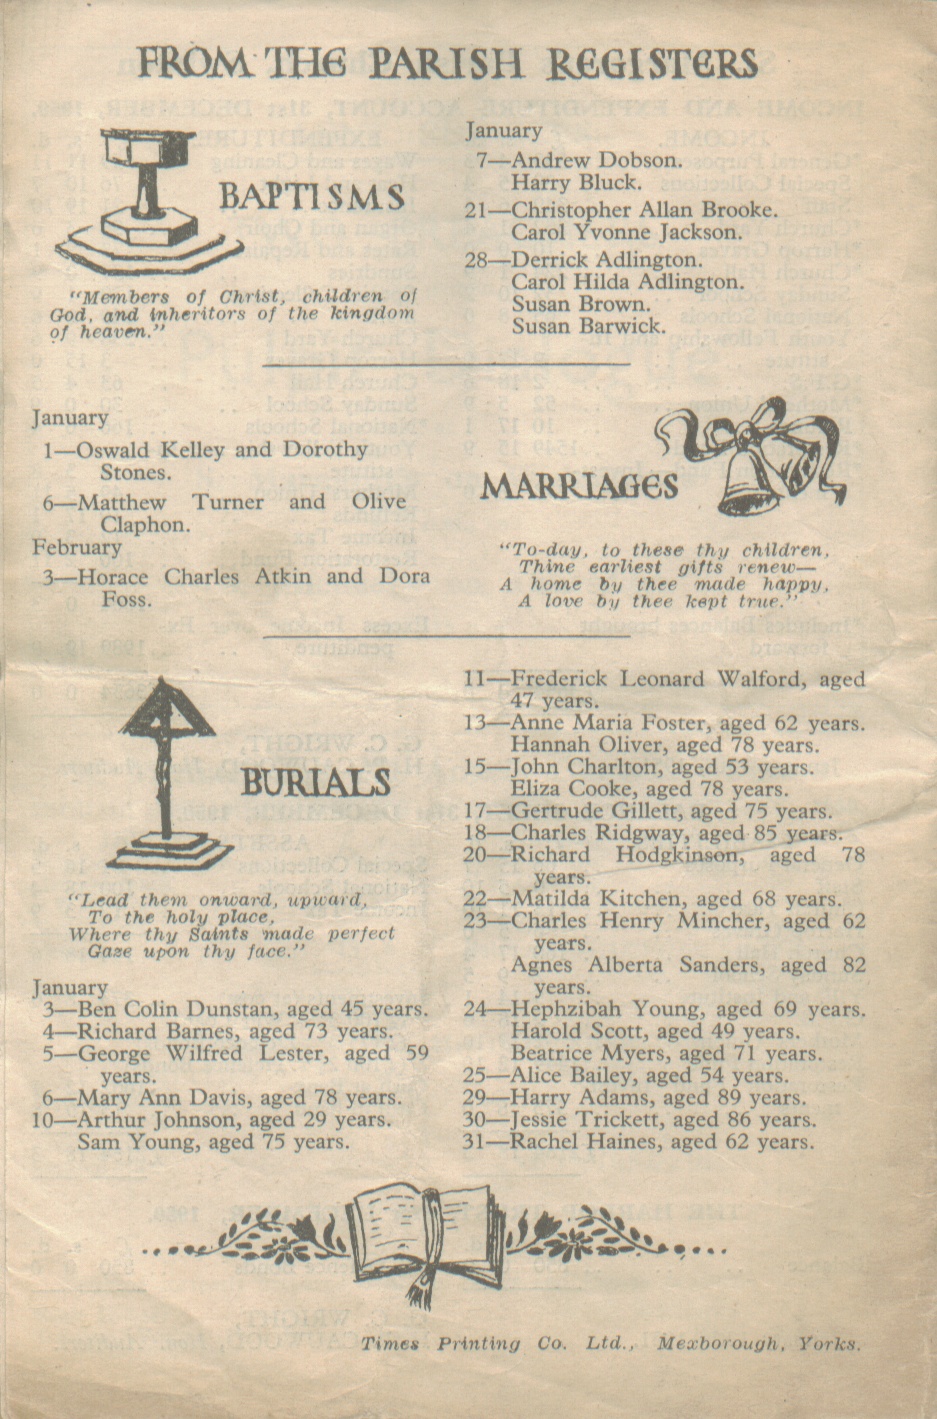 FROM THE PARISH REGISTERS
BAPTISMS
"Members of Christ, children of
God, and inheritors of the kingdom
of heaven."
January
7—Andrew Dobson.
Harry Bluck.
21—Christopher Allan Brooke.
Carol Yvonne Jackson.
28—Derrick Adlington.
Carol Hilda Adlington.
Susan Brown.
Susan Barwick.
January
1—Oswald Kelley and Dorothy
Stones.
6—Matthew Turner and Olive
Claphon.
February
3—Horace Charles Atkin and Dora
Foss.
MARRIAGES
"To-day, to these thy children,
Thine earliest gifts renew—
A home by thee made happy,
A love by thee kept true."
BURIALS
"Lead them onward, upward,
To the holy place,
Where thy Saints made perfect
Gaze upon thy face."
January
3—Ben Colin Dunstan, aged 45 years.
4—Richard Barnes, aged 73 years.
5—George Wilfred Lester, aged 59
years.
6—Mary Ann Davis, aged 78 years.
10—Arthur Johnson, aged 29 years.
Sam Young, aged 75 years.
11—Frederick Leonard Walford, aged
47 years.
13—Anne Maria Foster, aged 62 years.
Hannah Oliver, aged 78 years.
15—John Charlton, aged 53 years.
Eliza Cooke, aged 78 years.
17—Gertrude Gillett, aged 75 years.
18—Charles Ridgway, aged 85 years.
20—Richard Hodgkinson, aged 78
years.
22—Matilda Kitchen, aged 68 years.
23—Charles Henry Mincher, aged 62
years.
Agnes Alberta Sanders, aged 82
years.
24—Hephzibah Young, aged 69 years.
Harold Scott, aged 49 years.
Beatrice Myers, aged 71 years.
25—Alice Bailey, aged 54 years.
29—Harry Adams, aged 89 years.
30—Jessie Trickett, aged 86 years.
31—Rachel Haines, aged 62 years.
Times Printing Co. Ltd., Mexborough, Yorks.